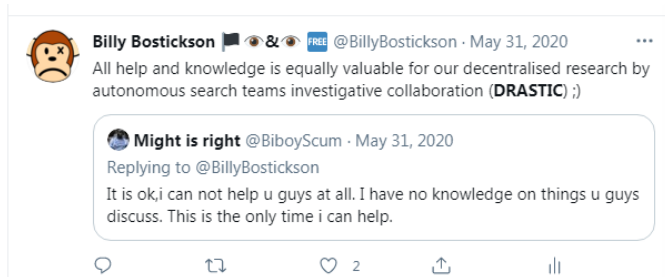 Billy Bostickson 🏴 👁&👁 🆓 @BillyBostickson · May 31, 2020
All help and knowledge is equally valuable for our decentralised research by
autonomous search teams investigative collaboration (DRASTIC) ;)
Might is right @BiboyScum · May 31, 2020
Replying to @BillyBostickson
It is ok,i can not help u guys at all. I have no knowledge on things u guys
discuss. This is the only time i can help.
2